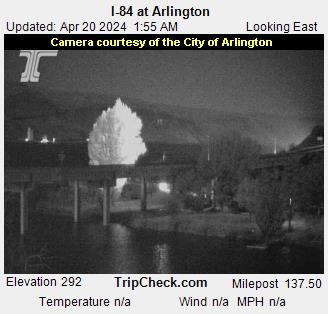 I-84 at Arlington
Updated: Apr 20 2024 1:55 AM Looking East
Camera courtesy of the City of Arlington
Elevation 292 TripCheck.com Milepost 137.50
Temperature n/a Wind n/a MPH n/a